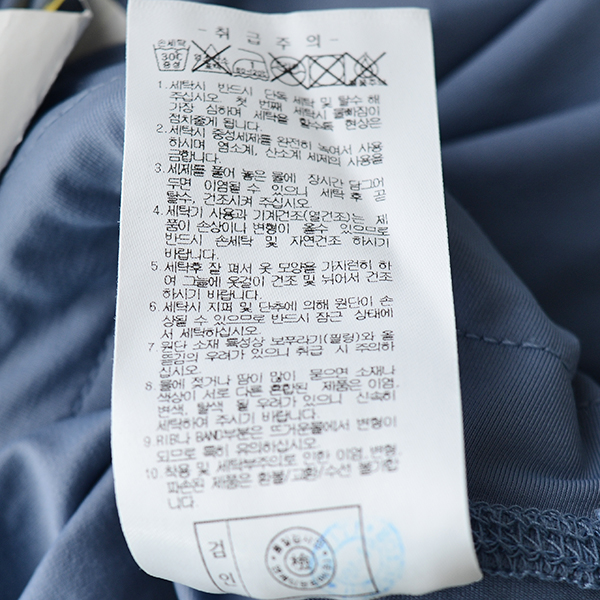 - 취급주의 -
손세탁
30℃
중성
1. 세탁시 반드시 단독 세탁 및 탈수 해
주십시오. 첫 번째 세탁시 물빠짐이
가장 심하며 세탁을 할수록 현상은
점차줄게 됩니다.
2. 세탁시 중성세제를 완전히 녹여서 사용
하시며 염소계, 산소계 세제의 사용을
금합니다.
3. 세제를 풀어 놓은 물에 장시간 담그어
두면 이염될 수 있으니 세탁 후 곧
탈수, 건조시켜 주십시오.
4. 세탁기 사용과 기계건조(열건조)는 제
품이 손상이나 변형이 올수 있으므로
반드시 손세탁 및 자연건조 하시기
바랍니다.
5. 세탁후 잘 펴서 옷 모양을 가지런히 하
여 그늘에 옷걸이 건조 및 뉘어서 건조
하시기 바랍니다.
6. 세탁시 지퍼 및 단추에 의해 원단이 손
상될 수 있으므로 반드시 잠근 상태에
서 세탁하십시오.
7. 원단 소재 특성상 보푸라기(필링)와 올
뜯김의 우려가 있으니 취급 시 주의하
십시오.
8. 물에 젖거나 땀이 많이 묻으면 소재나
색상이 서로 다른 혼합된 제품은 이염.
변색. 탈색 될 우려가 있으니 신속히
세탁하여 주시기 바랍니다.
9. RIB나 BAND부분은 뜨거운물에서 변형이
되므로 특히 유의하십시오.
10. 착용 및 세탁부주의로 인한 이염. 변형.
파손된 제품은 환불/교환/수선 불가합
니다.
검